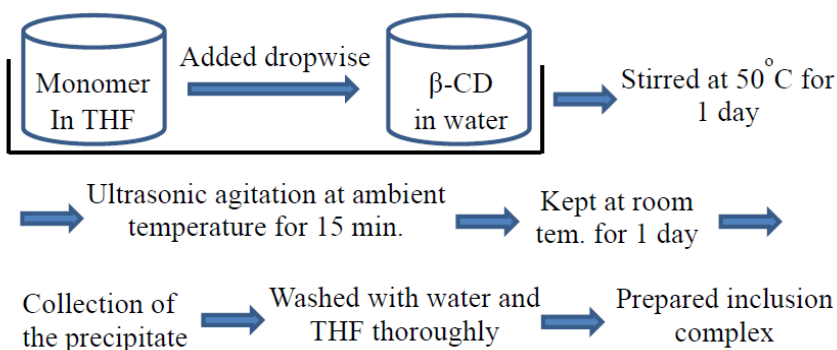 Monomer
In THF
Added dropwise
β-CD
in water
Stirred at 50°C for
1 day
Ultrasonic agitation at ambient
temperature for 15 min.
Kept at room
tem. for 1 day
Collection of
the precipitate
Washed with water and
THF thoroughly
Prepared inclusion
complex